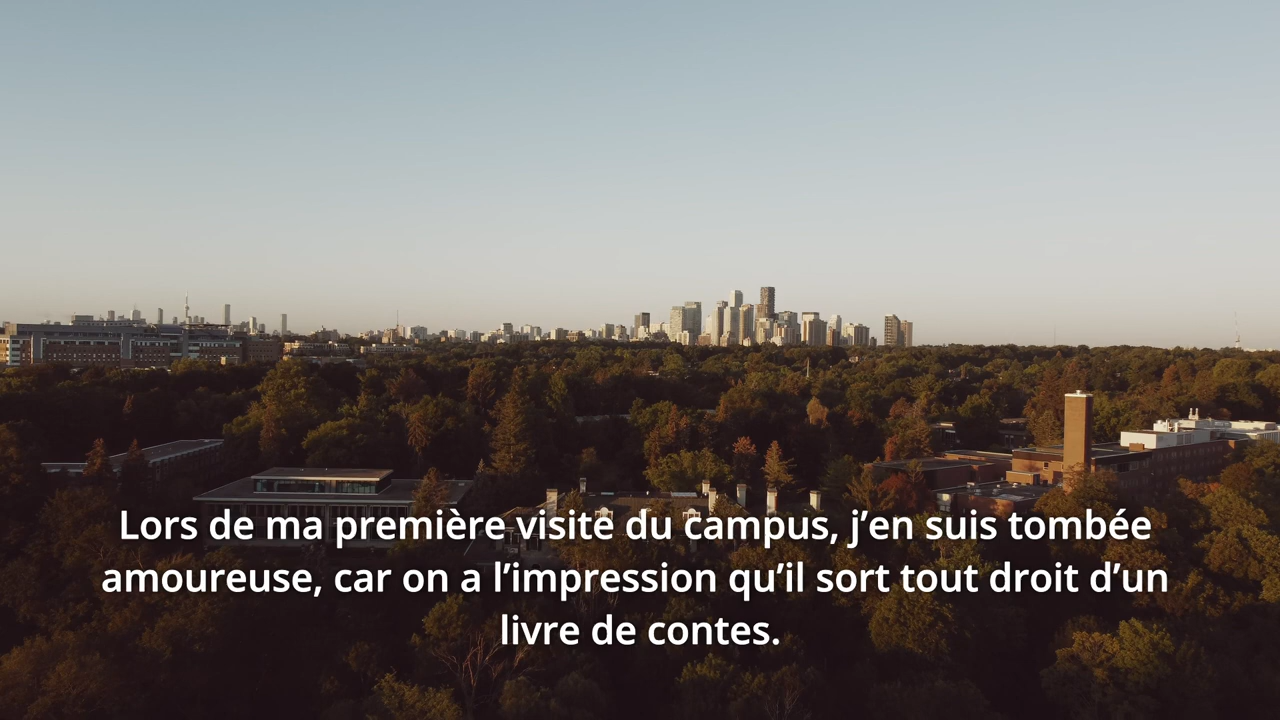 Lors de ma première visite du campus, j’en suis tombée
amoureuse, car on a l’impression qu’il sort tout droit d’un
livre de contes.